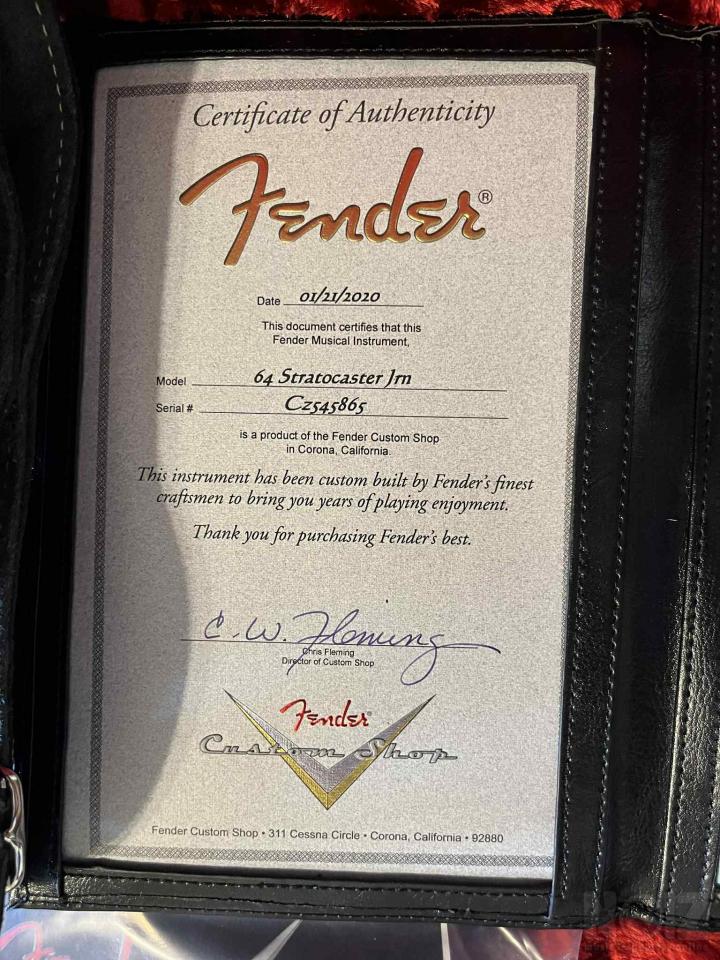 Certificate of Authenticity
Fender®
Date 01/21/2020
This document certifies that this
Fender Musical Instrument,
Model 64 Stratocaster Jrn
Serial # Cz545865
is a product of the Fender Custom Shop
in Corona, California.
This instrument has been custom built by Fender's finest
craftsmen to bring you years of playing enjoyment.
Thank you for purchasing Fender's best.
C. W. Fleming
Chris Fleming
Director of Custom Shop
Fender®
Custom Shop
Fender Custom Shop • 311 Cessna Circle • Corona, California • 92880
Fender